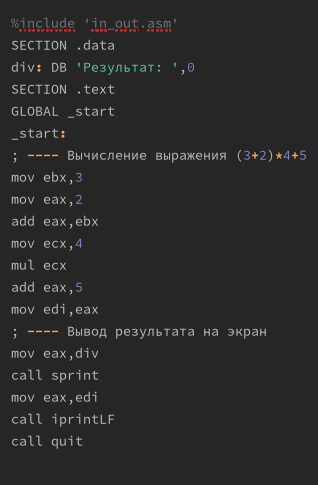 %include 'in_out.asm'
SECTION .data
div: DB 'Результат: ',0
SECTION .text
GLOBAL _start
_start:
; ---- Вычисление выражения (3+2)*4+5
mov ebx,3
mov eax,2
add eax,ebx
mov ecx,4
mul ecx
add eax,5
mov edi,eax
; ---- Вывод результата на экран
mov eax,div
call sprint
mov eax,edi
call iprintLF
call quit